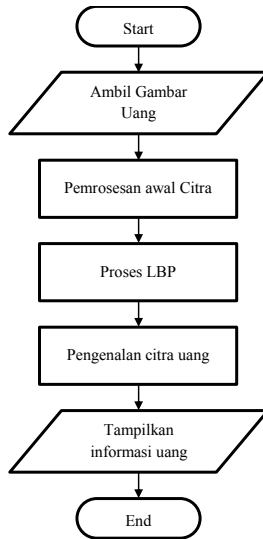 Start
Ambil Gambar
Uang
Pemrosesan awal Citra
Proses LBP
Pengenalan citra uang
Tampilkan
informasi uang
End